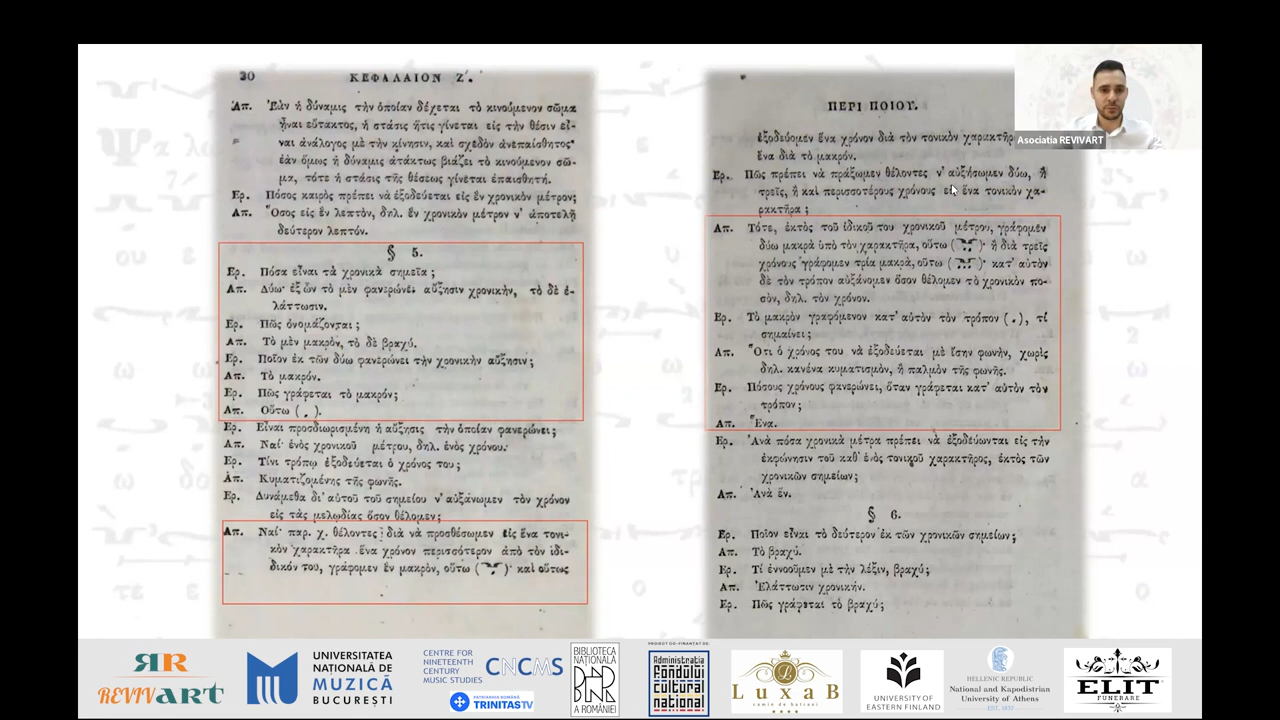 30 ΚΕΦΑΛΑΙΟΝ Ζ΄.
Ἀπ. Ἐὰν ἡ δύναμις τὴν ὁποίαν δέχεται τὸ κινούμενον σῶμα
ᾖναι εὔτακτος, ἡ στάσις ἥτις γίνεται εἰς τὴν θέσιν εἶ-
ναι ἀνάλογος μὲ τὴν κίνησιν, καὶ σχεδὸν ἀνεπαίσθητος·
ἐὰν ὅμως ἡ δύναμις ἀτάκτως βιάζει τὸ κινούμενον σῶ-
μα, τότε ἡ στάσις τῆς θέσεως γίνεται ἐπαισθητή.
Ερ. Πόσος καιρὸς πρέπει νὰ ἐξοδεύεται εἰς ἓν χρονικὸν μέτρον;
Απ. Ὅσος εἰς ἓν λεπτὸν, δηλ. ἓν χρονικὸν μέτρον ν' ἀποτελῇ
δεύτερον λεπτόν.
§ 5.
Ερ. Πόσα εἶναι τὰ χρονικὰ σημεῖα;
Απ. Δύω· ἐξ ὧν τὸ μὲν φανερώνει αὔξησιν χρονικὴν, τὸ δὲ ἐ-
λάττωσιν.
Ερ. Πῶς ὀνομάζονται;
Απ. Τὸ μὲν μακρὸν, τὸ δὲ βραχύ.
Ερ. Ποῖον ἐκ τῶν δύω φανερώνει τὴν χρονικὴν αὔξησιν;
Απ. Τὸ μακρόν.
Ερ. Πῶς γράφεται τὸ μακρόν;
Απ. Οὕτω ( . ).
Ερ. Εἶναι προσδιωρισμένη ἡ αὔξησις τὴν ὁποίαν φανερώνει;
Απ. Ναί· ἑνὸς χρονικοῦ μέτρου, δηλ. ἑνὸς χρόνου.
Ερ. Τίνι τρόπῳ ἐξοδεύεται ὁ χρόνος του;
Απ. Κυματιζομένης τῆς φωνῆς.
Ερ. Δυνάμεθα δι' αὐτοῦ τοῦ σημείου ν' αὐξάνωμεν τὸν χρόνον
εἰς τὰς μελωδίας ὅσον θέλομεν;
Απ. Ναί· παρ. χ. θέλοντες διὰ νὰ προσθέσωμεν εἰς ἕνα τονι-
κὸν χαρακτῆρα ἕνα χρόνον περισσότερον ἀπὸ τὸν ἰδι-
δικόν του, γράφομεν ἓν μακρὸν, οὕτω ( )· καὶ οὕτως
ΠΕΡΙ ΠΟΙΟΥ.
ἐξοδεύομεν ἕνα χρόνον διὰ τὸν τονικὸν χαρακτῆρ
ἕνα διὰ τὸ μακρόν.
Ερ. Πῶς πρέπει νὰ πράξωμεν θέλοντες ν' αὐξήσωμεν δύω, ἢ
τρεῖς, ἢ καὶ περισσοτέρους χρόνους εἰς ἕνα τονικὸν χα-
ρακτῆρα;
Απ. Τότε, ἐκτὸς τοῦ ἰδικοῦ του χρονικοῦ μέτρου, γράφομεν
δύω μακρὰ ὑπὸ τὸν χαρακτῆρα, οὕτω ( )· ἢ διὰ τρεῖς
χρόνους γράφομεν τρία μακρὰ, οὕτω ( )· κατ' αὐτὸν
δὲ τὸν τρόπον αὐξάνομεν ὅσον θέλομεν τὸ χρονικὸν πο-
σὸν, δηλ. τὸν χρόνον.
Ερ. Τὸ μακρὸν γραφόμενον κατ' αὐτὸν τὸν τρόπον ( . ), τί
σημαίνει;
Απ. Ὅτι ὁ χρόνος του νὰ ἐξοδεύεται μὲ ἴσην φωνὴν, χωρὶς
δηλ. κανένα κυματισμὸν, ἢ παλμὸν τῆς φωνῆς.
Ερ. Πόσους χρόνους φανερώνει, ὅταν γράφεται κατ' αὐτὸν τὸν
τρόπον;
Απ. Ἕνα.
Ερ. Ἀνὰ πόσα χρονικὰ μέτρα πρέπει νὰ ἐξοδεύωνται εἰς τὴν
ἐκφώνησιν τοῦ καθ' ἑνὸς τονικοῦ χαρακτῆρος, ἐκτὸς τῶν
χρονικῶν σημείων;
Απ. Ἀνὰ ἕν.
§ 6.
Ερ. Ποῖον εἶναι τὸ δεύτερον ἐκ τῶν χρονικῶν σημείων;
Απ. Τὸ βραχύ.
Ερ. Τί ἐννοοῦμεν μὲ τὴν λέξιν, βραχύ;
Απ. Ἐλάττωσιν χρονικήν.
Ερ. Πῶς γράφεται τὸ βραχύ;
Asociatia REVIVART
REVIVART
UNIVERSITATEA
NAȚIONALĂ DE
MUZICĂ
BUCUREȘTI
CENTRE FOR
NINETEENTH
CENTURY
MUSIC STUDIES
CNCMS
PATRIARHIA ROMÂNĂ
TRINITAS TV
BIBLIOTECA
NAȚIONALĂ
A ROMÂNIEI
PROIECT CO-FINANȚAT DE:
Administrația
fondului
cultural
național
LUXAB
camin de batrani
UNIVERSITY OF
EASTERN FINLAND
HELLENIC REPUBLIC
National and Kapodistrian
University of Athens
EST. 1837
ELIT
FUNERARE